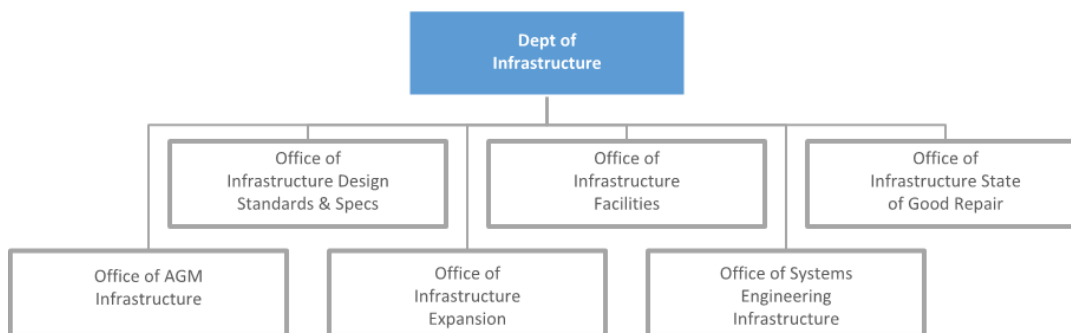 Dept of
Infrastructure
Office of
Infrastructure Design
Standards & Specs
Office of
Infrastructure
Facilities
Office of
Infrastructure State
of Good Repair
Office of AGM
Infrastructure
Office of
Infrastructure
Expansion
Office of Systems
Engineering
Infrastructure